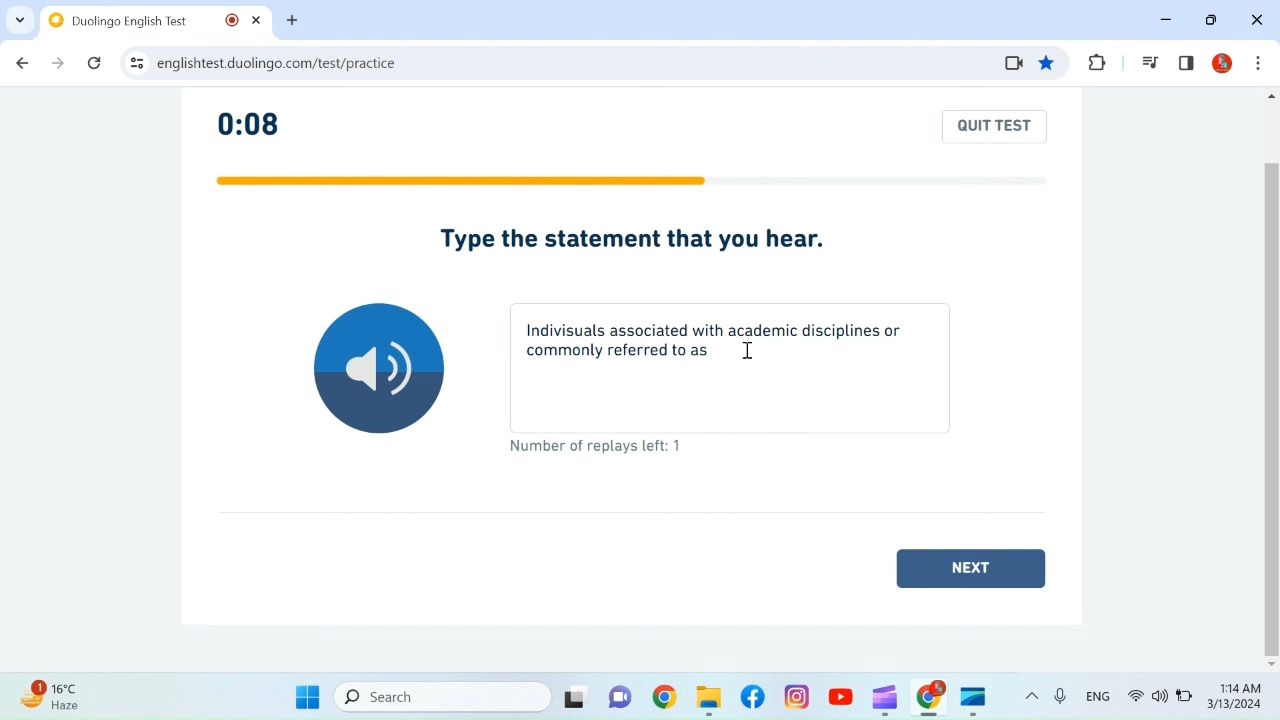 Duolingo English Test
englishtest.duolingo.com/test/practice
0:08
QUIT TEST
Type the statement that you hear.
Indivisuals associated with academic disciplines or
commonly referred to as
Number of replays left: 1
NEXT
1
16°C
Haze
Search
ENG
1:14 AM
3/13/2024